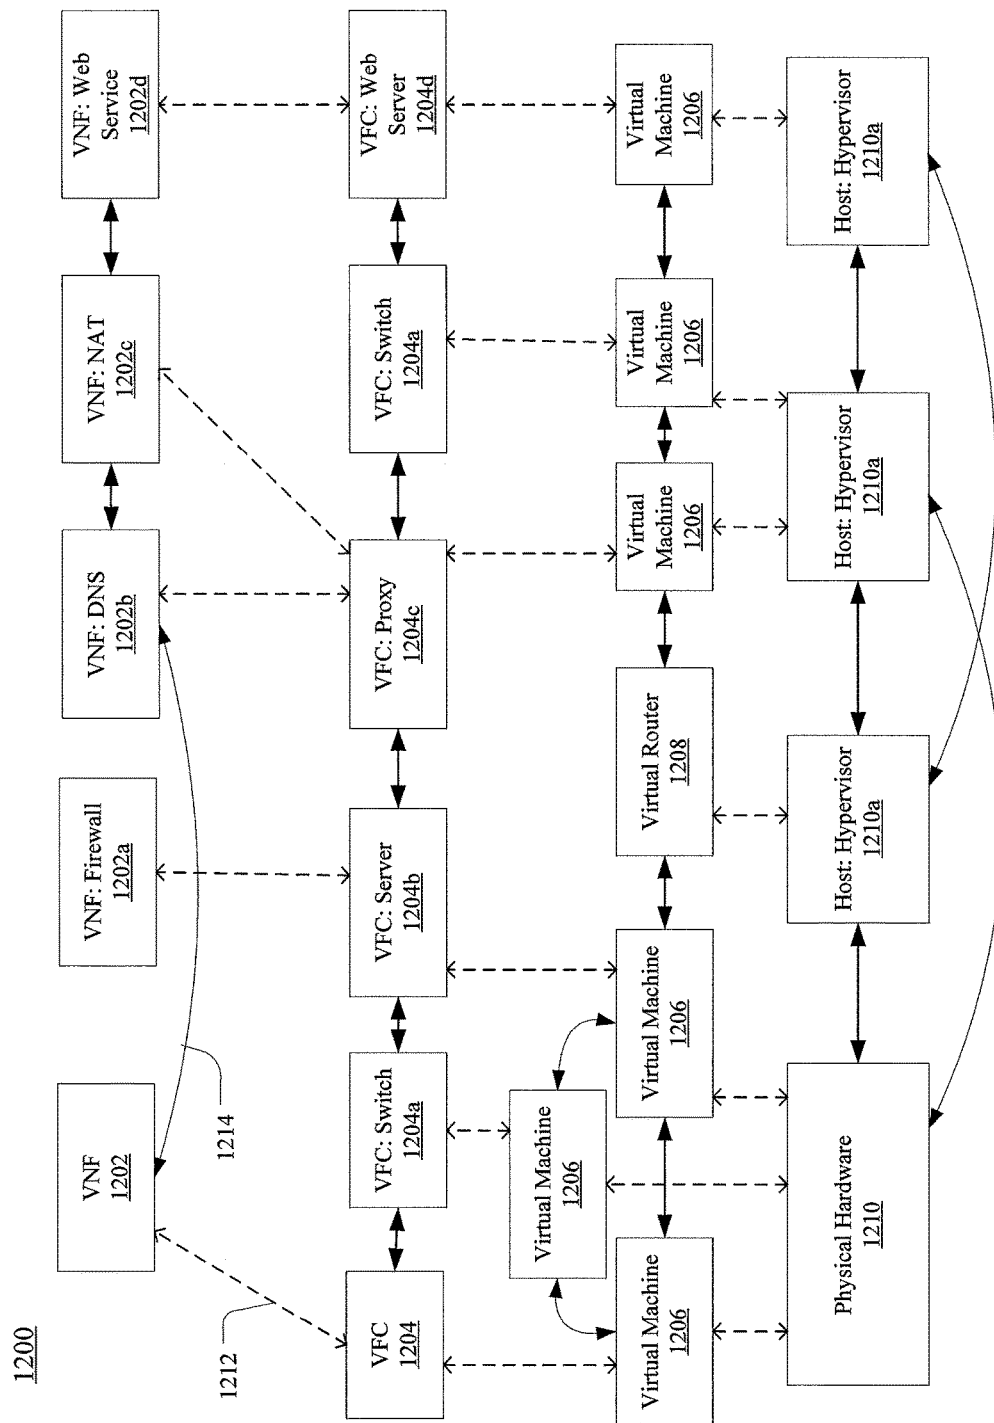 1200
VNF
1202
VNF: Firewall
1202a
VNF: DNS
1202b
VNF: NAT
1202c
VNF: Web
Service
1202d
1212
1214
VFC
1204
VFC: Switch
1204a
VFC: Server
1204b
VFC: Proxy
1204c
VFC: Switch
1204a
VFC: Web
Server
1204d
Virtual Machine
1206
Virtual Machine
1206
Virtual Machine
1206
Virtual Router
1208
Virtual
Machine
1206
Virtual
Machine
1206
Virtual
Machine
1206
Physical Hardware
1210
Host: Hypervisor
1210a
Host: Hypervisor
1210a
Host: Hypervisor
1210a